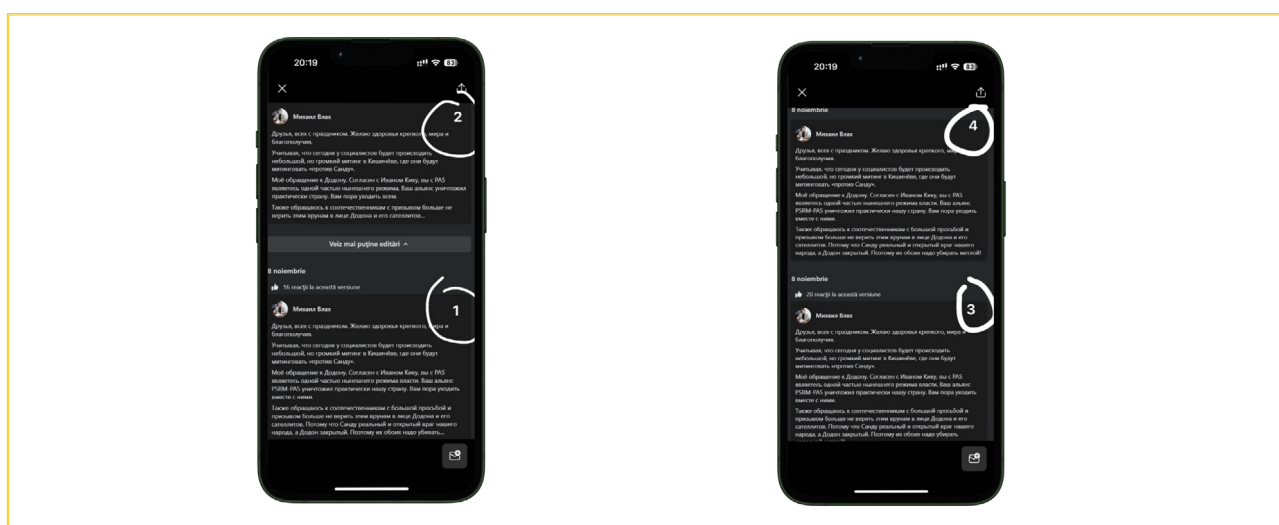 20:19
83
2
Михаил Влах
Друзья, всех с праздником. Желаю здоровья крепкого, мира и
благополучия.
Учитывая, что сегодня у социалистов будет происходить
небольшой, но громкий митинг в Кишинёве, где они будут
митинговать «против Санду».
Моё обращение к Додону. Согласен с Иваном Кику, вы с PAS
являетесь одной частью нынешнего режима. Ваш альянс уничтожил
практически страну. Вам пора уходить всем.
Также обращаюсь к соотечественникам с призывом больше не
верить этим врунам в лице Додона и его сателлитов...
Vezi mai puține editări
8 noiembrie
16 reacții la această versiune
1
Михаил Влах
Друзья, всех с праздником. Желаю здоровья крепкого, мира и
благополучия.
Учитывая, что сегодня у социалистов будет происходить
небольшой, но громкий митинг в Кишинёве, где они будут
митинговать «против Санду».
Моё обращение к Додону. Согласен с Иваном Кику, вы с PAS
являетесь одной частью нынешнего режима власти. Ваш альянс
PSRM-PAS уничтожил практически нашу страну. Вам пора уходить
вместе с ними.
Также обращаюсь к соотечественникам с большой просьбой и
призывом больше не верить этим врунам в лице Додона и его
сателлитов. Потому что Санду реальный и открытый враг нашего
народа, а Додон закрытый. Поэтому их обоих надо убивать...
20:19
83
8 noiembrie
4
Михаил Влах
Друзья, всех с праздником. Желаю здоровья крепкого, мира и
благополучия.
Учитывая, что сегодня у социалистов будет происходить
небольшой, но громкий митинг в Кишинёве, где они будут
митинговать «против Санду».
Моё обращение к Додону. Согласен с Иваном Кику, вы с PAS
являетесь одной частью нынешнего режима власти. Ваш альянс
PSRM-PAS уничтожил практически нашу страну. Вам пора уходить
вместе с ними.
Также обращаюсь к соотечественникам с большой просьбой и
призывом больше не верить этим врунам в лице Додона и его
сателлитов. Потому что Санду реальный и открытый враг нашего
народа, а Додон закрытый! Поэтому их обоих надо убирать метлой!
8 noiembrie
20 reacții la această versiune
3
Михаил Влах
Друзья, всех с праздником. Желаю здоровья крепкого, мира и
благополучия.
Учитывая, что сегодня у социалистов будет происходить
небольшой, но громкий митинг в Кишинёве, где они будут
митинговать «против Санду».
Моё обращение к Додону. Согласен с Иваном Кику, вы с PAS
являетесь одной частью нынешнего режима власти. Ваш альянс
PSRM-PAS уничтожил практически нашу страну. Вам пора уходить
вместе с ними.
Также обращаюсь к соотечественникам с большой просьбой и
призывом больше не верить этим врунам в лице Додона и его
сателлитов. Потому что Санду реальный и открытый враг нашего
народа, а Додон закрытый. Поэтому их обоих надо убирать